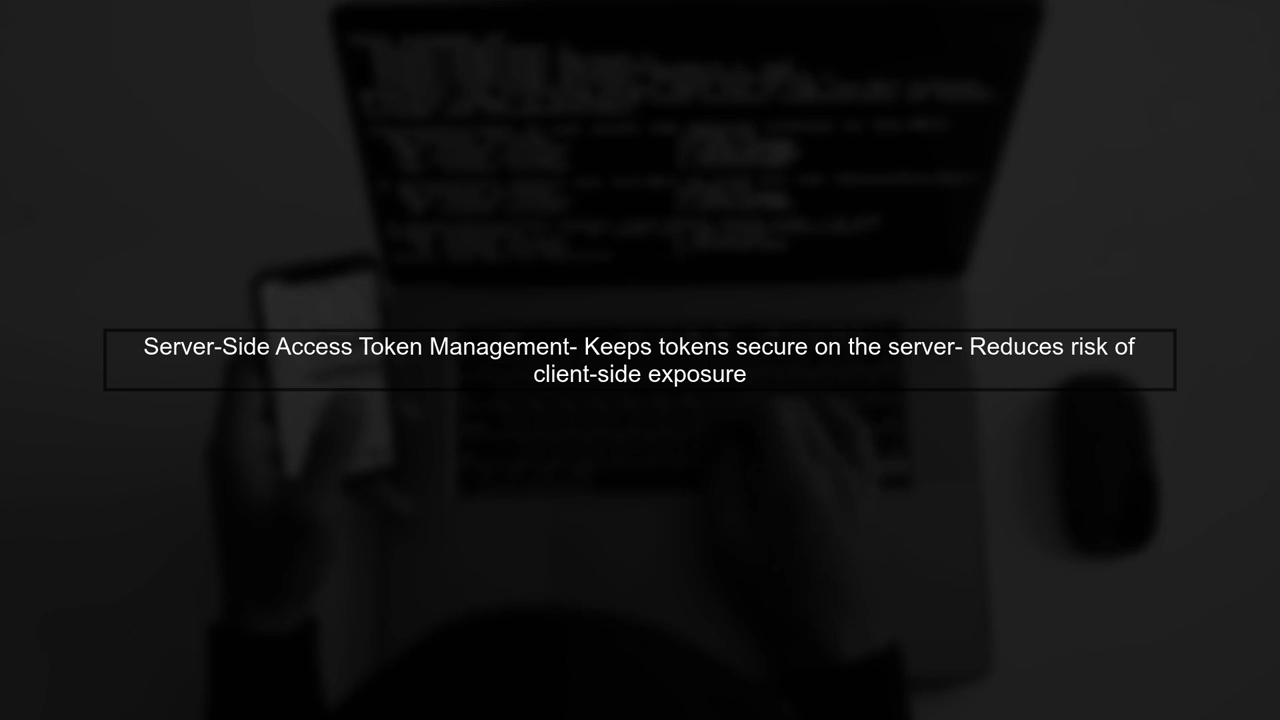 Server-Side Access Token Management- Keeps tokens secure on the server- Reduces risk of
client-side exposure